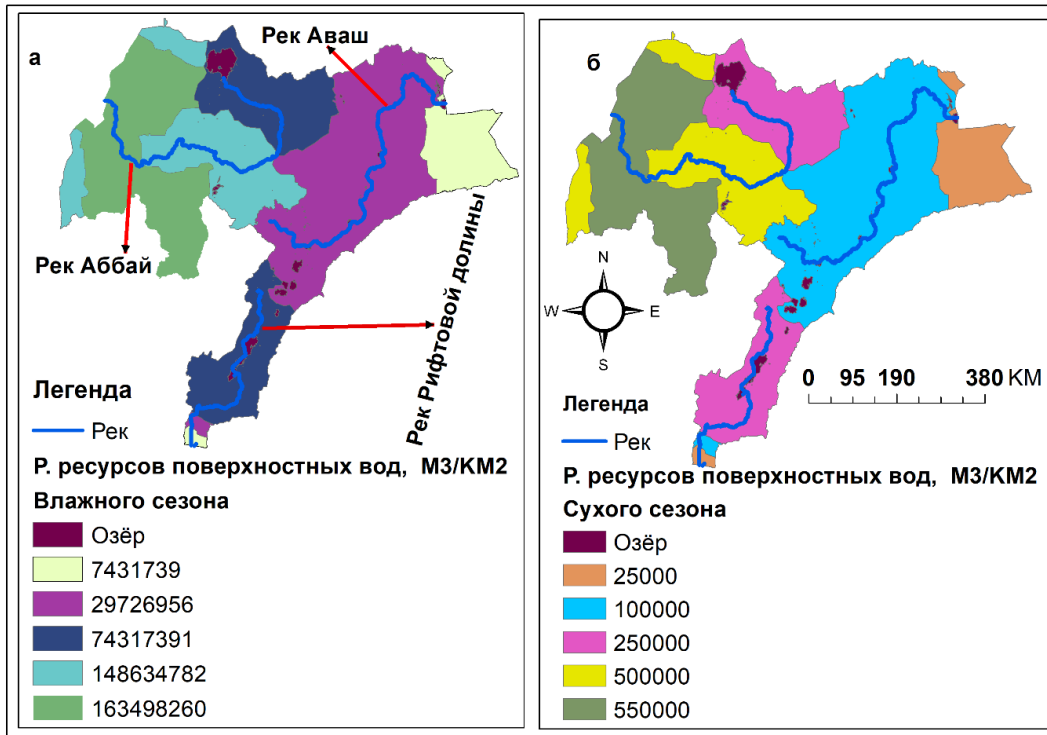 а
Рек Аваш
Рек Аббай
Рек Рифтовой долины
Легенда
Рек
Р. ресурсов поверхностных вод, М3/КМ2
Влажного сезона
Озёр
7431739
29726956
74317391
148634782
163498260
б
N
W E
S
0 95 190 380 KM
Легенда
Рек
Р. ресурсов поверхностных вод, М3/КМ2
Сухого сезона
Озёр
25000
100000
250000
500000
550000